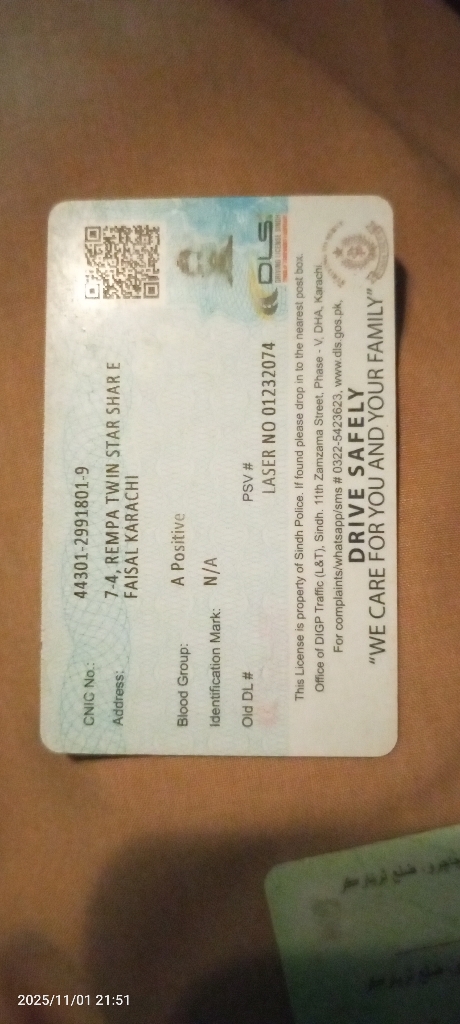 CNIC No.: 44301-2991801-9
Address: 7-4, REMPA TWIN STAR SHAR E
FAISAL KARACHI
Blood Group: A Positive
Identification Mark: N/A
Old DL # PSV #
LASER NO 01232074
DLS
This License is property of Sindh Police. If found please drop in to the nearest post box.
Office of DIGP Traffic (L&T), Sindh. 11th Zamzama Street, Phase - V, DHA, Karachi
For complaints/whatsapp/sms # 0322-5423623, www.dls.gos.pk,
DRIVE SAFELY
"WE CARE FOR YOU AND YOUR FAMILY"
2025/11/01 21:51